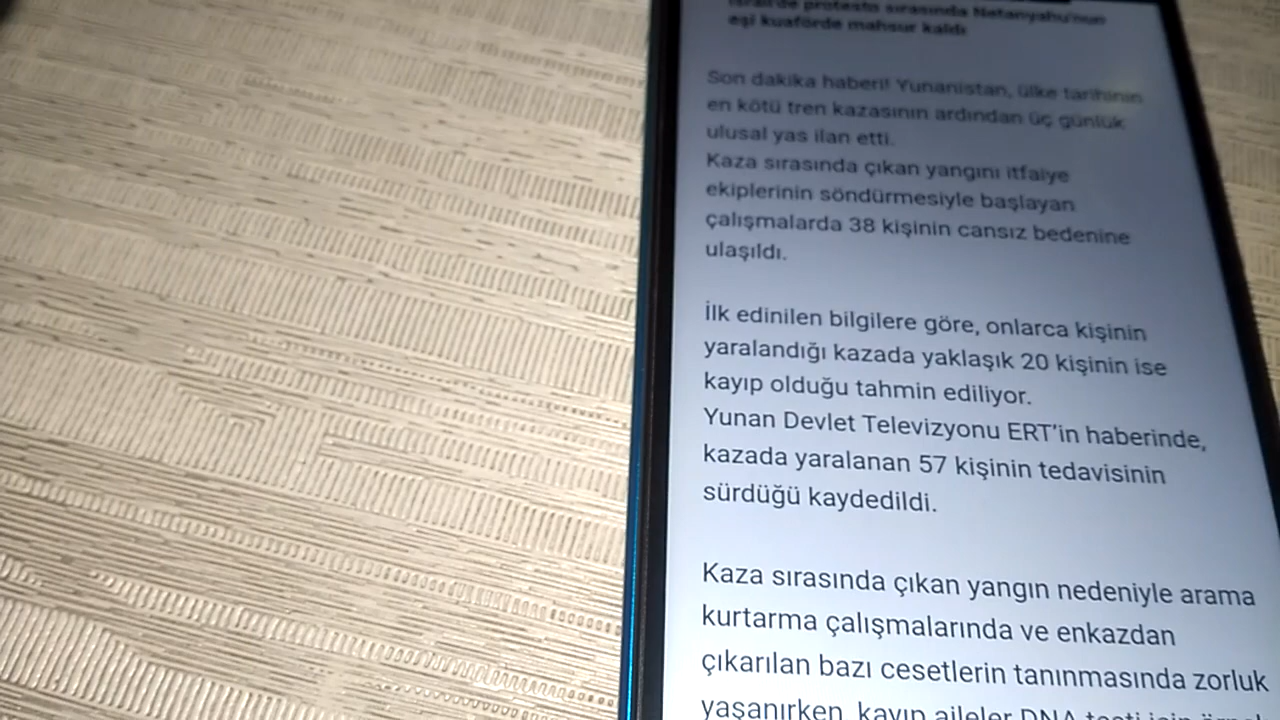 İsrail'de protesto sırasında Netanyahu'nun
eşi kuaförde mahsur kaldı
Son dakika haberi! Yunanistan, ülke tarihinin
en kötü tren kazasının ardından üç günlük
ulusal yas ilan etti.
Kaza sırasında çıkan yangını itfaiye
ekiplerinin söndürmesiyle başlayan
çalışmalarda 38 kişinin cansız bedenine
ulaşıldı.
İlk edinilen bilgilere göre, onlarca kişinin
yaralandığı kazada yaklaşık 20 kişinin ise
kayıp olduğu tahmin ediliyor.
Yunan Devlet Televizyonu ERT'in haberinde,
kazada yaralanan 57 kişinin tedavisinin
sürdüğü kaydedildi.
Kaza sırasında çıkan yangın nedeniyle arama
kurtarma çalışmalarında ve enkazdan
çıkarılan bazı cesetlerin tanınmasında zorluk
yaşanırken, kayıp aileler DNA testi için